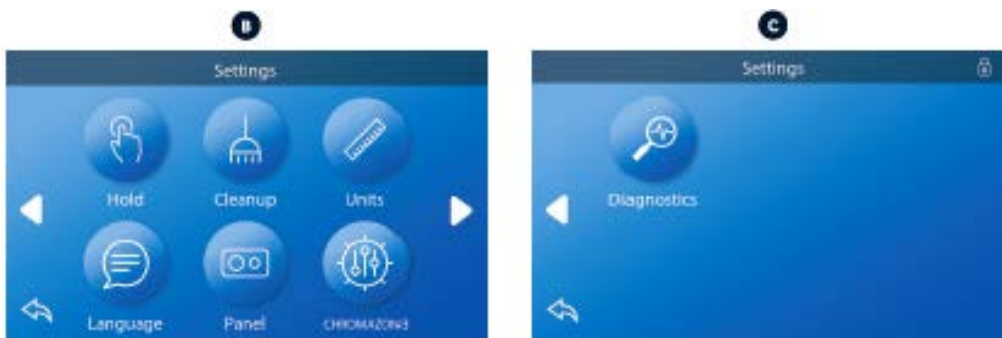 B
C
Settings
Settings
Hold
Cleanup
Units
Diagnostics
Language
Panel
CHROMAZON3